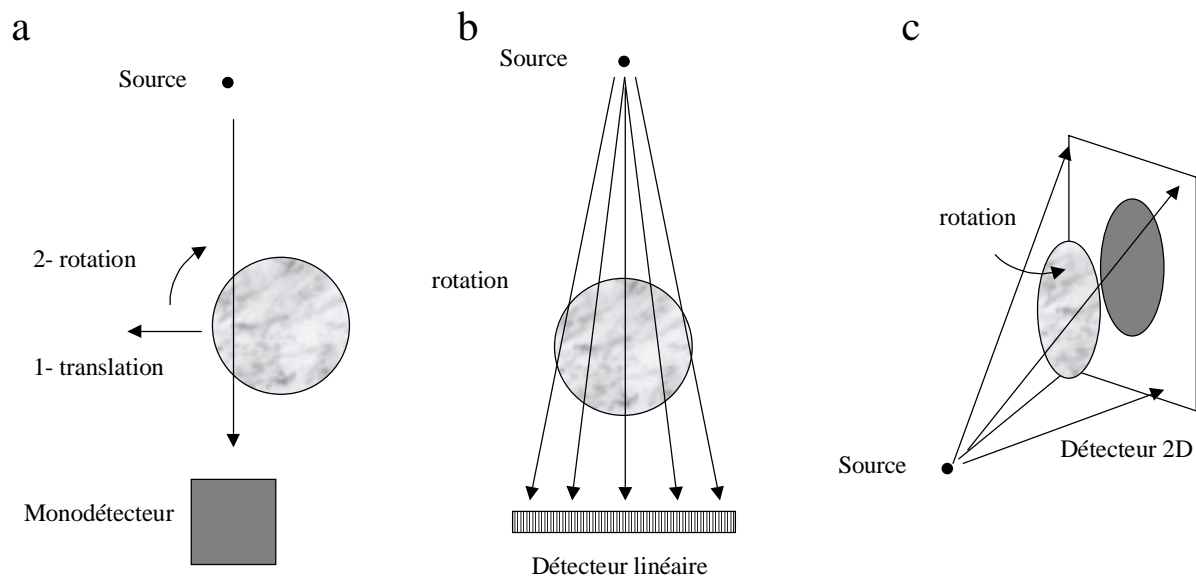 a
Source
2- rotation
1- translation
Monodétecteur
b
Source
rotation
Détecteur linéaire
c
rotation
Source
Détecteur 2D